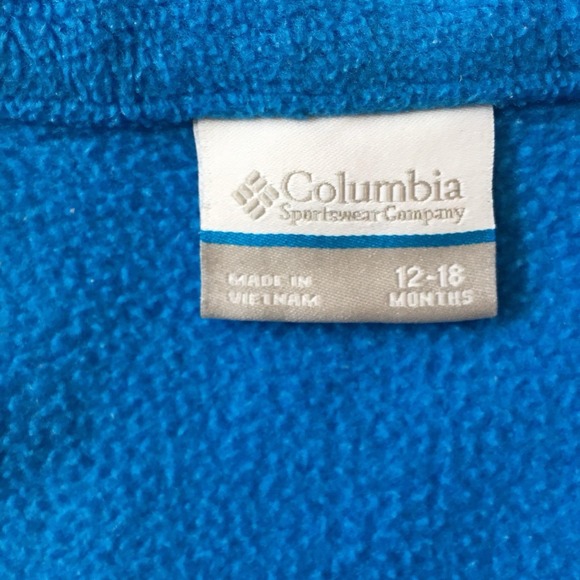 Columbia
Sportswear Company
MADE IN
VIETNAM
12-18
MONTHS